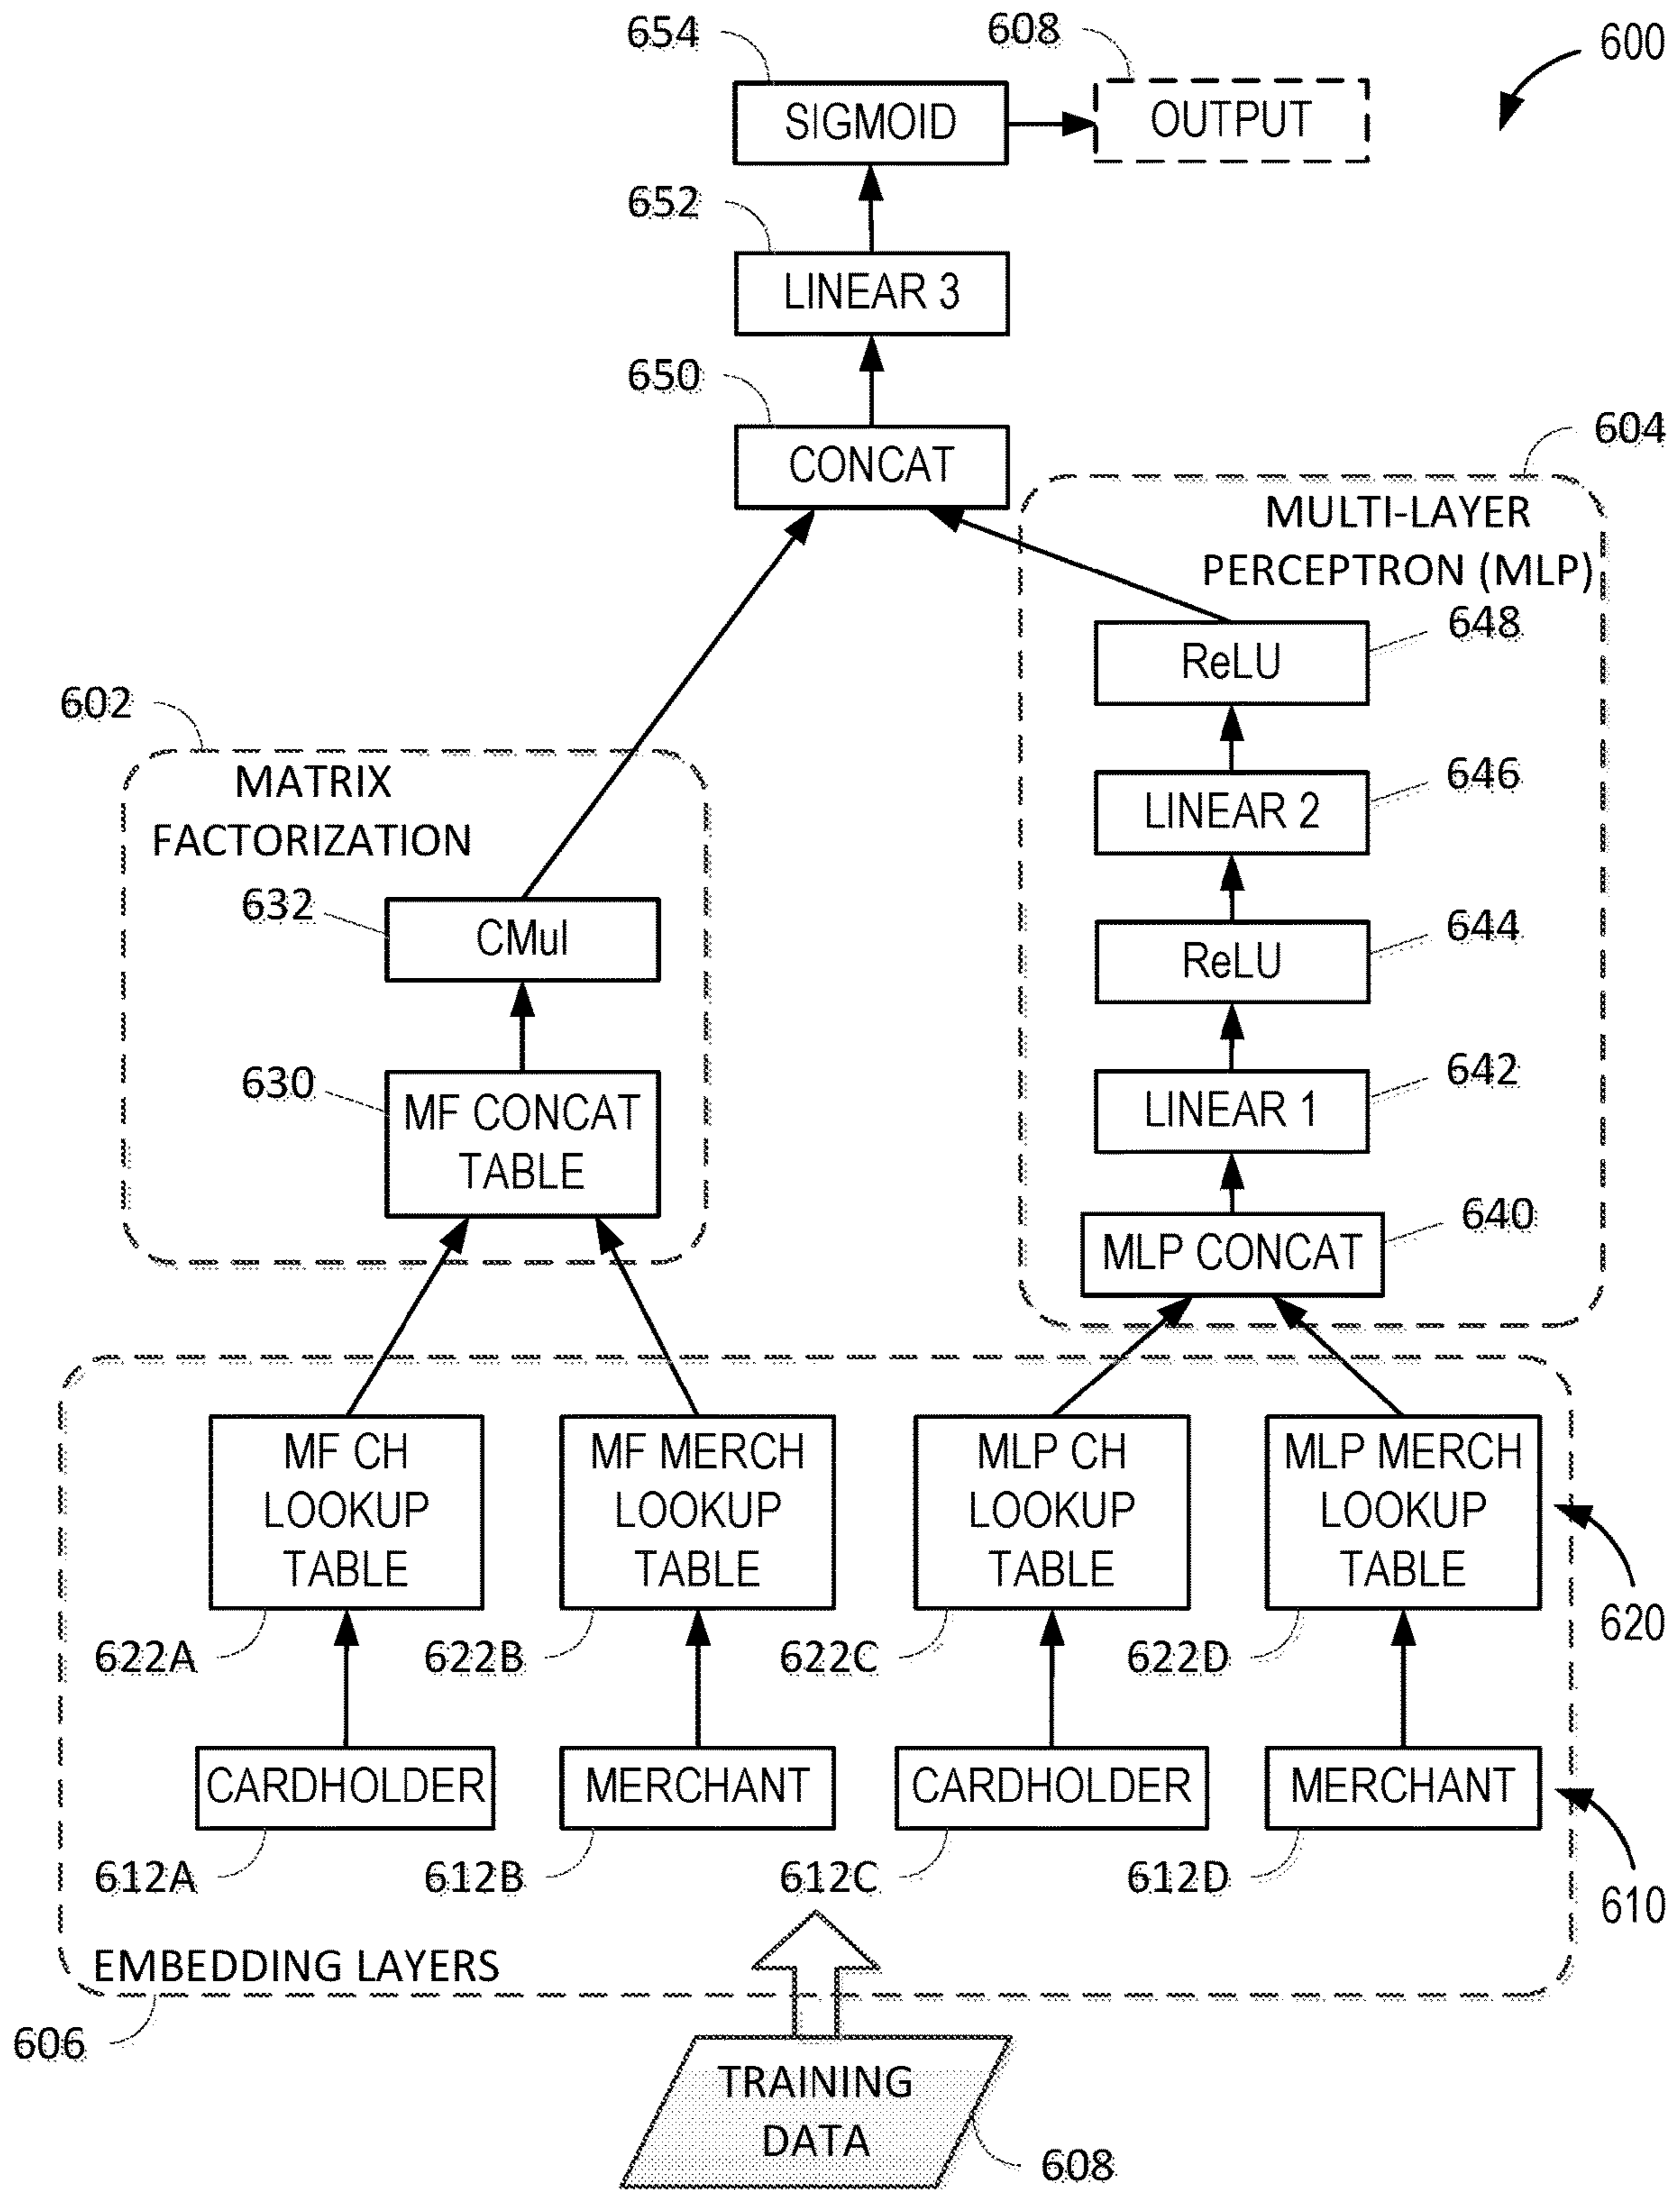 654
608
600
SIGMOID
OUTPUT
652
LINEAR 3
650
CONCAT
604
MULTI-LAYER
PERCEPTRON (MLP)
648
ReLU
602
646
MATRIX
FACTORIZATION
LINEAR 2
632
CMul
644
ReLU
630
MF CONCAT
TABLE
642
LINEAR 1
640
MLP CONCAT
MF CH
LOOKUP
TABLE
MF MERCH
LOOKUP
TABLE
MLP CH
LOOKUP
TABLE
MLP MERCH
LOOKUP
TABLE
620
622A
622B
622C
622D
CARDHOLDER
MERCHANT
CARDHOLDER
MERCHANT
612A
612B
612C
612D
610
EMBEDDING LAYERS
606
TRAINING
DATA
608